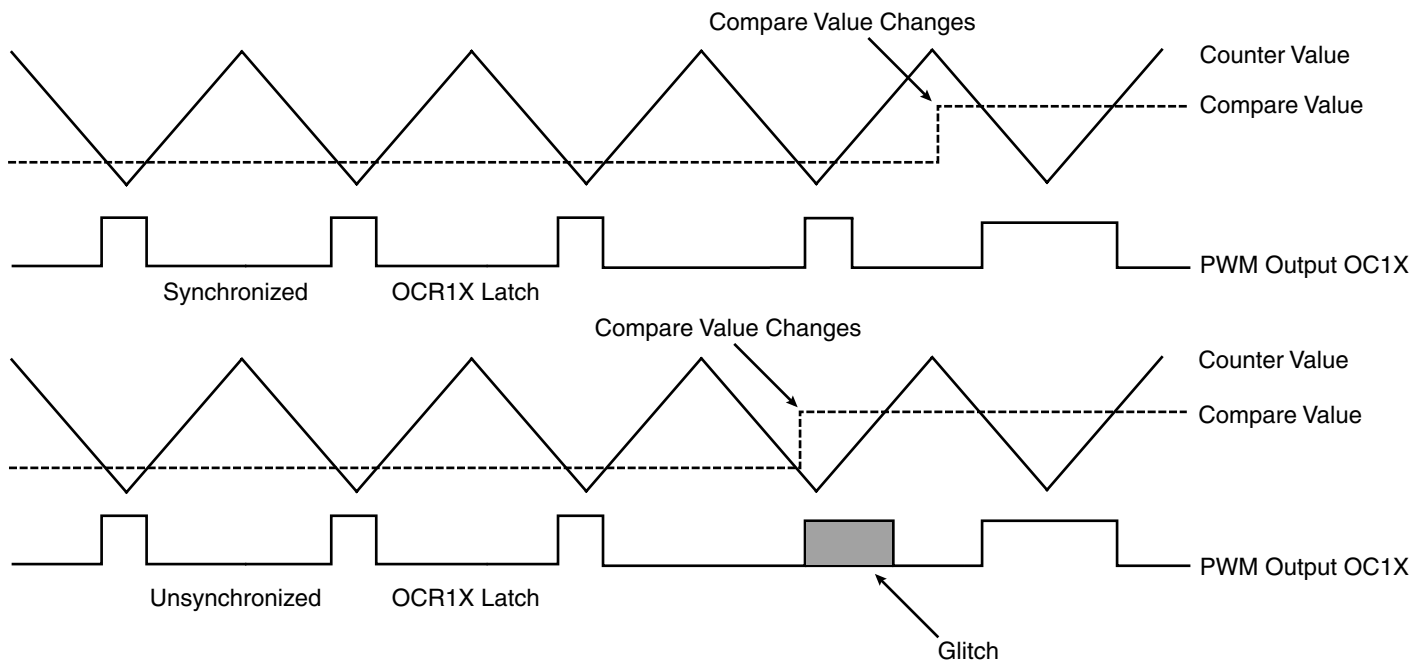 Compare Value Changes
Counter Value
Compare Value
PWM Output OC1X
Synchronized OCR1X Latch
Compare Value Changes
Counter Value
Compare Value
PWM Output OC1X
Unsynchronized OCR1X Latch
Glitch